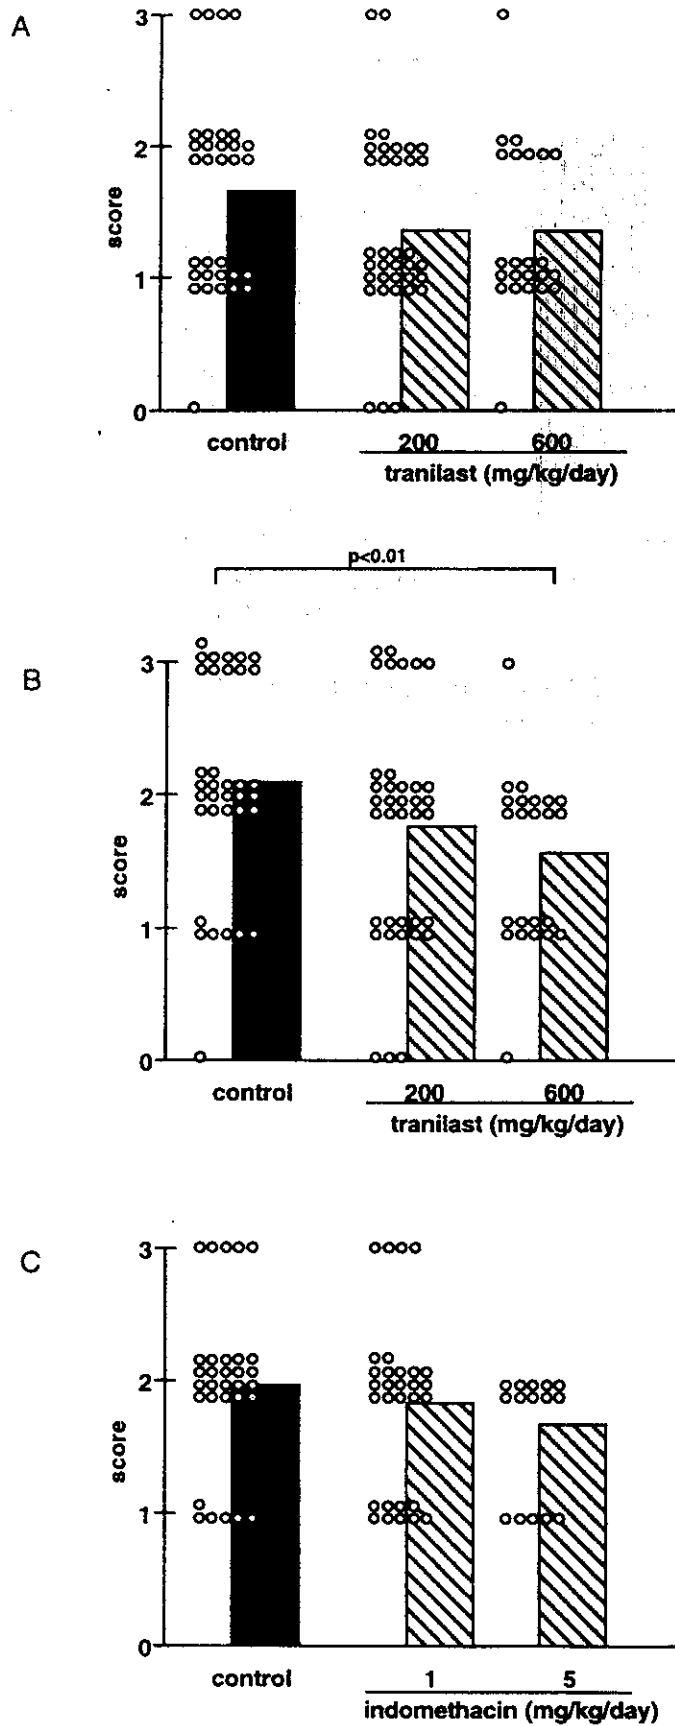 A
3
2
score
1
0
control
200
600
tranilast (mg/kg/day)
p<0.01
B
3
2
score
1
0
control
200
600
tranilast (mg/kg/day)
C
3
2
score
1
0
control
1
5
indomethacin (mg/kg/day)